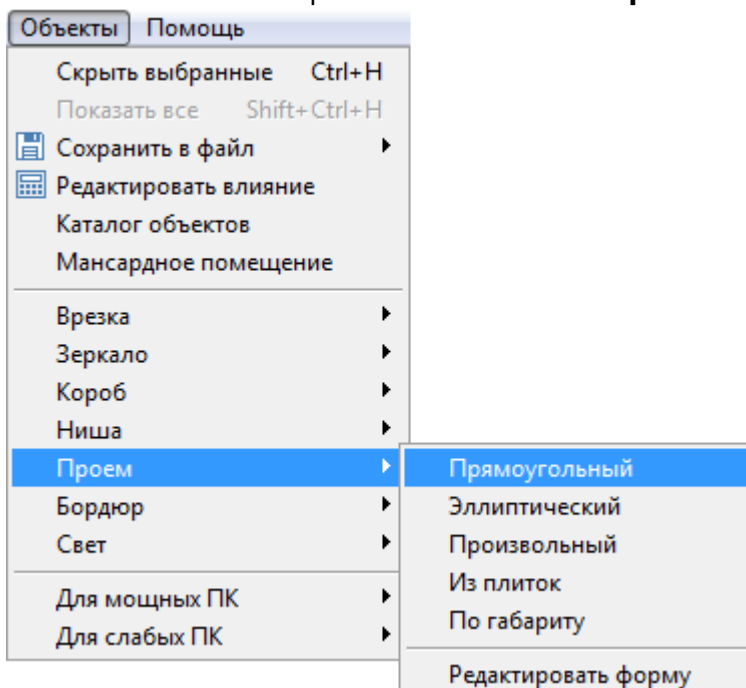 Объекты Помощь
Скрыть выбранные Ctrl+H
Показать все Shift+Ctrl+H
Сохранить в файл
Редактировать влияние
Каталог объектов
Мансардное помещение
Врезка
Зеркало
Короб
Ниша
Проем
Бордюр
Свет
Для мощных ПК
Для слабых ПК
Прямоугольный
Эллиптический
Произвольный
Из плиток
По габариту
Редактировать форму